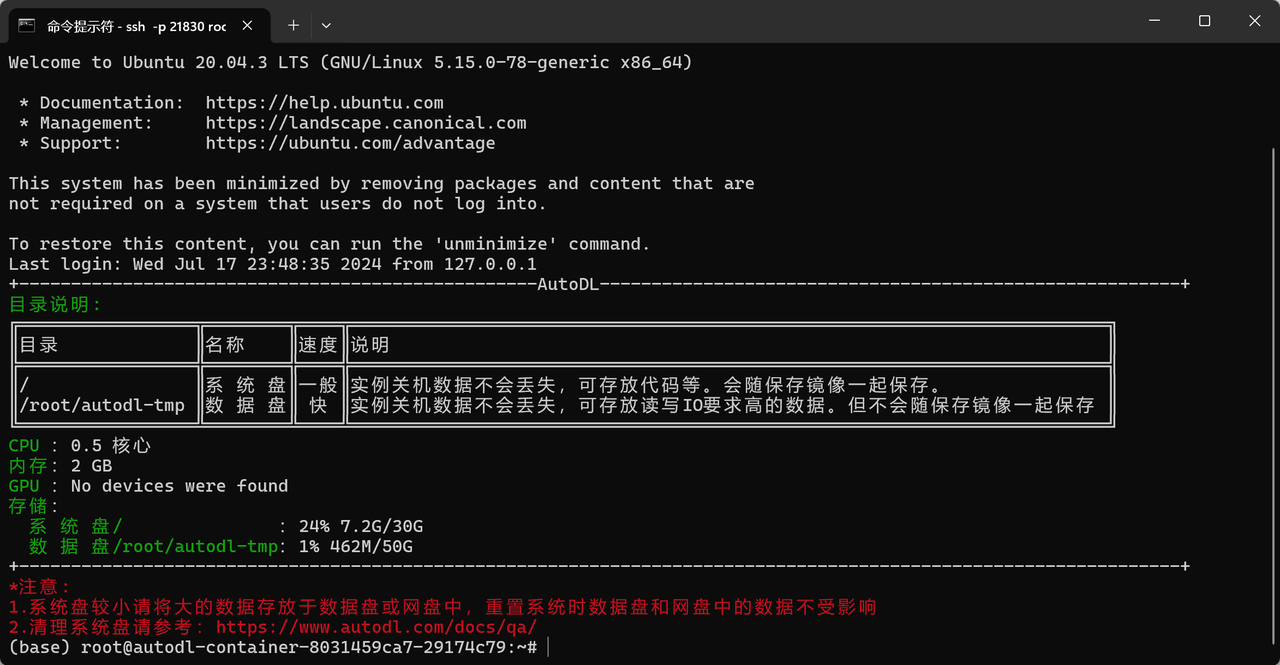 命令提示符 - ssh -p 21830 roc
Welcome to Ubuntu 20.04.3 LTS (GNU/Linux 5.15.0-78-generic x86_64)
* Documentation: https://help.ubuntu.com
* Management: https://landscape.canonical.com
* Support: https://ubuntu.com/advantage
This system has been minimized by removing packages and content that are
not required on a system that users do not log into.
To restore this content, you can run the 'unminimize' command.
Last login: Wed Jul 17 23:48:35 2024 from 127.0.0.1
+--------------------------------------------------AutoDL--------------------------------------------------------+
目录说明:
目录 名称 速度 说明
/ 系 统 盘 一般 实例关机数据不会丢失，可存放代码等。会随保存镜像一起保存。
/root/autodl-tmp 数 据 盘 快 实例关机数据不会丢失，可存放读写IO要求高的数据。但不会随保存镜像一起保存
CPU : 0.5 核心
内存: 2 GB
GPU : No devices were found
存储:
系 统 盘/ : 24% 7.2G/30G
数 据 盘/root/autodl-tmp: 1% 462M/50G
+----------------------------------------------------------------------------------------------------------------+
*注意:
1.系统盘较小请将大的数据存放于数据盘或网盘中，重置系统时数据盘和网盘中的数据不受影响
2.清理系统盘请参考: https://www.autodl.com/docs/qa/
(base) root@autodl-container-8031459ca7-29174c79:~#